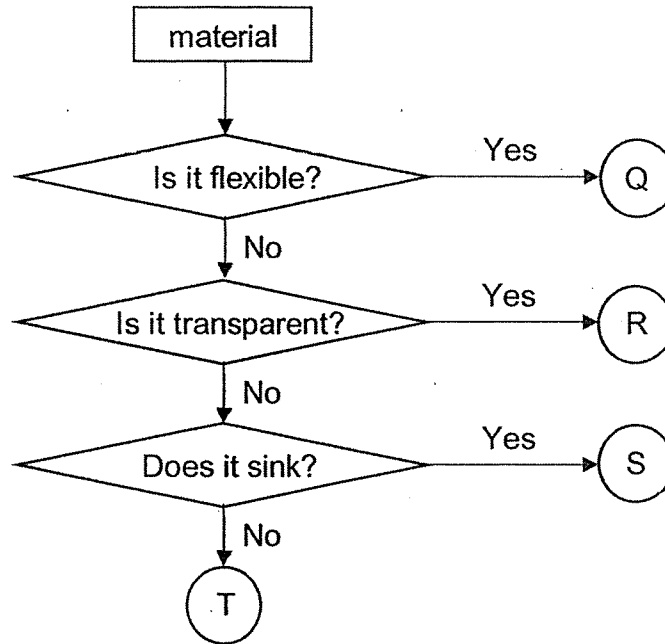 material
Is it flexible?
Yes
Q
No
Is it transparent?
Yes
R
No
Does it sink?
Yes
S
No
T